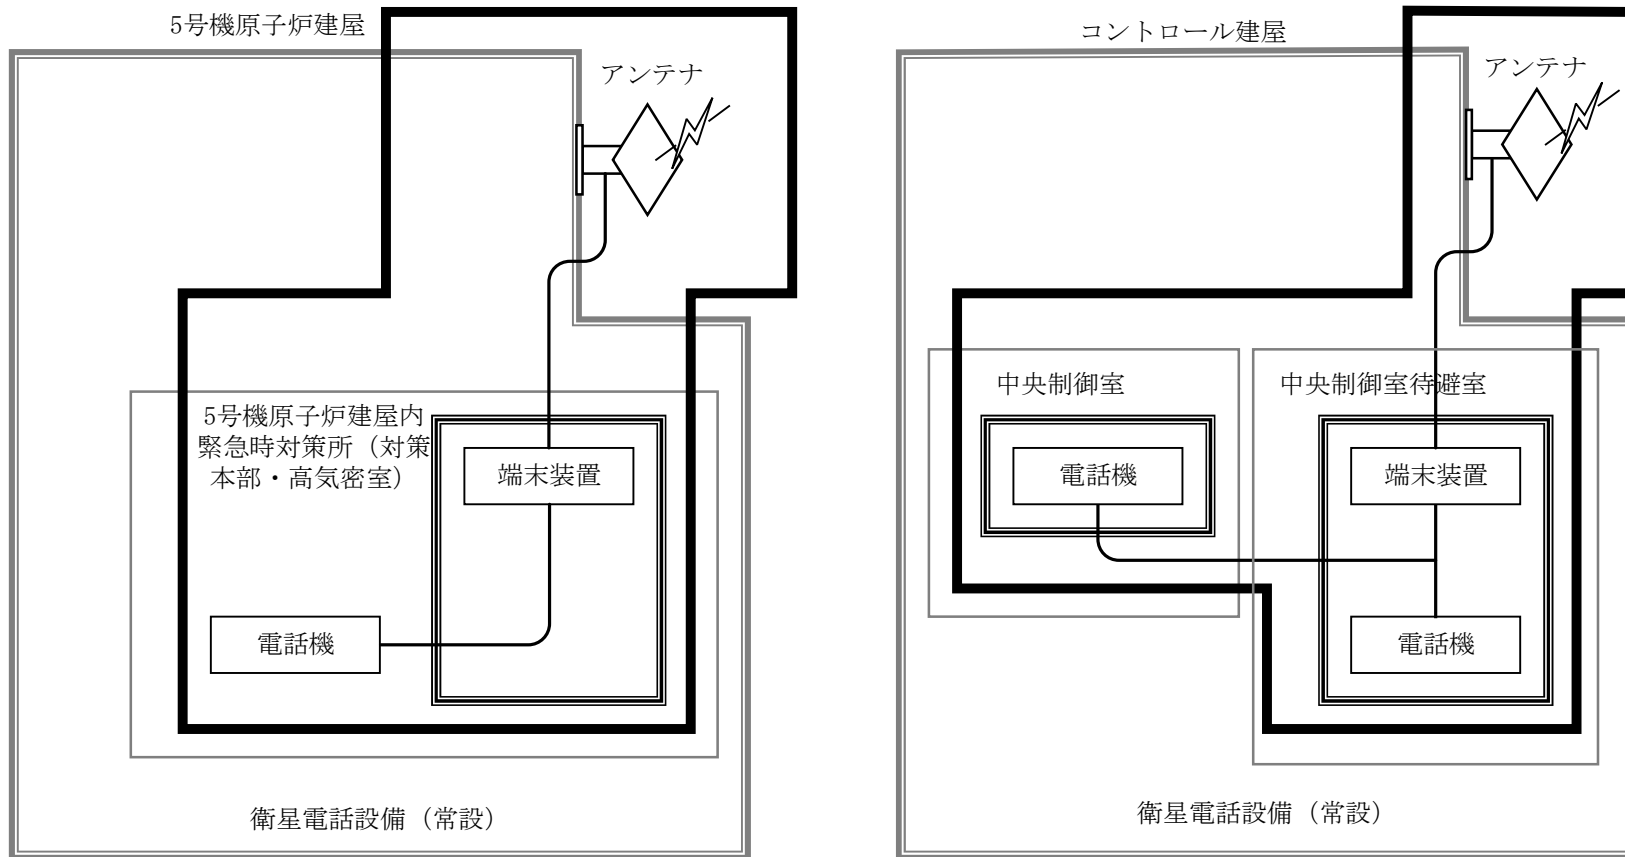 5号機原子炉建屋
アンテナ
5号機原子炉建屋内
緊急時対策所（対策
本部・高気密室）
端末装置
電話機
衛星電話設備（常設）
コントロール建屋
アンテナ
中央制御室
電話機
中央制御室待避室
端末装置
電話機
衛星電話設備（常設）